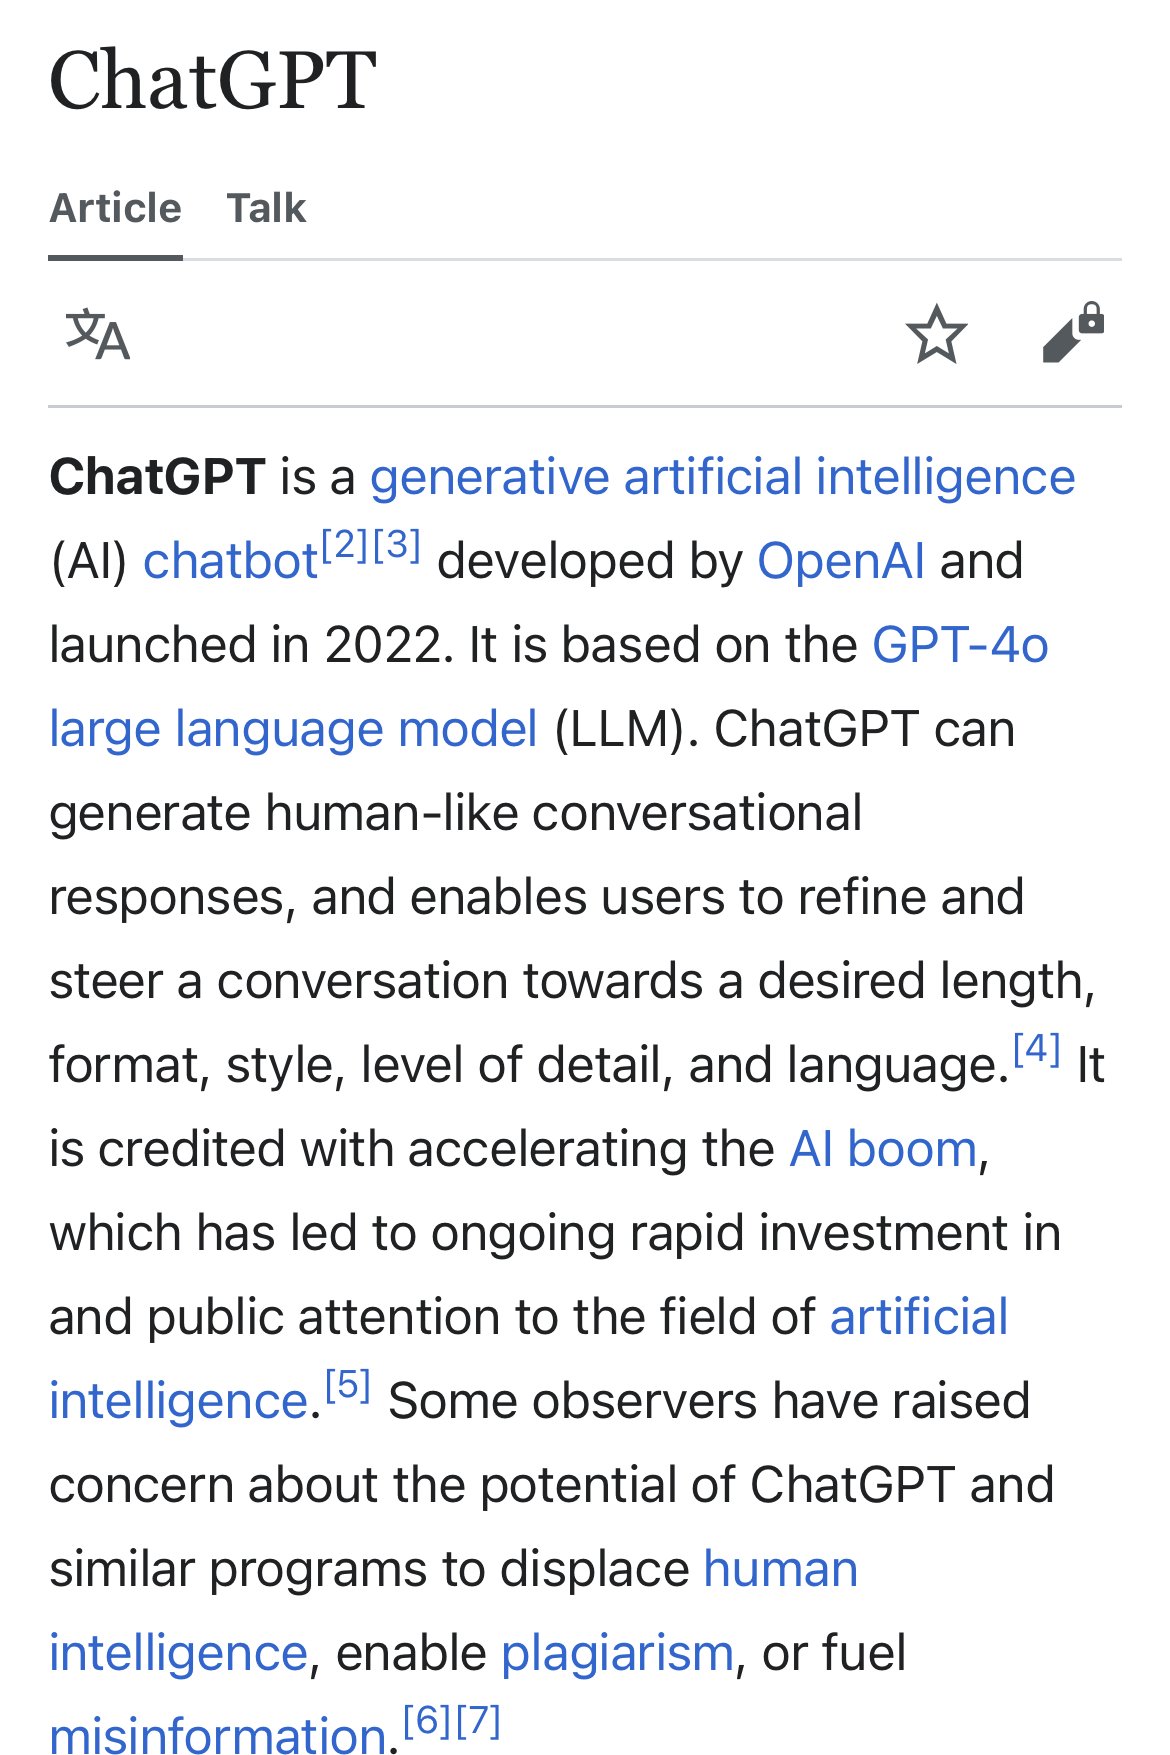 ChatGPT
Article Talk
文A
ChatGPT is a generative artificial intelligence
(AI) chatbot[2][3] developed by OpenAI and
launched in 2022. It is based on the GPT-4o
large language model (LLM). ChatGPT can
generate human-like conversational
responses, and enables users to refine and
steer a conversation towards a desired length,
format, style, level of detail, and language.[4] It
is credited with accelerating the AI boom,
which has led to ongoing rapid investment in
and public attention to the field of artificial
intelligence.[5] Some observers have raised
concern about the potential of ChatGPT and
similar programs to displace human
intelligence, enable plagiarism, or fuel
misinformation.[6][7]